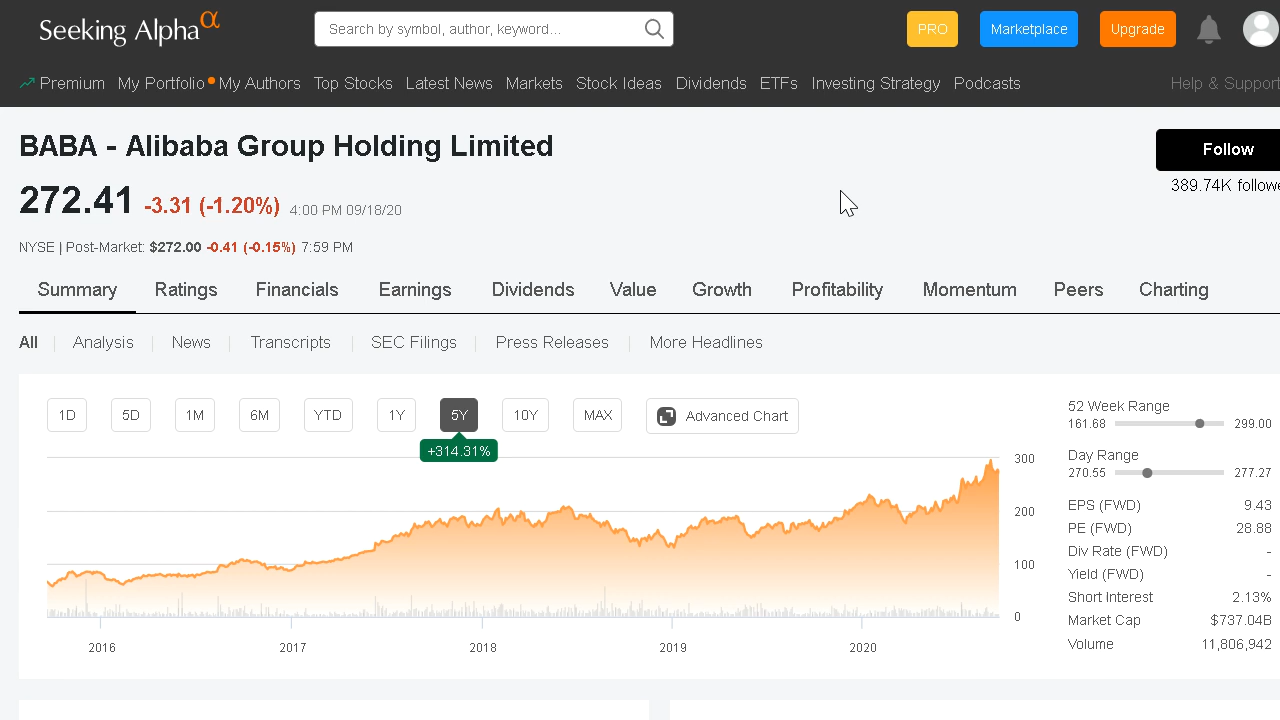 Seeking Alpha α
Search by symbol, author, keyword...
PRO
Marketplace
Upgrade
Premium My Portfolio My Authors Top Stocks Latest News Markets Stock Ideas Dividends ETFs Investing Strategy Podcasts Help & Support
BABA - Alibaba Group Holding Limited
Follow
272.41 -3.31 (-1.20%) 4:00 PM 09/18/20
389.74K followe
NYSE | Post-Market: $272.00 -0.41 (-0.15%) 7:59 PM
Summary Ratings Financials Earnings Dividends Value Growth Profitability Momentum Peers Charting
All Analysis News Transcripts SEC Filings Press Releases More Headlines
1D 5D 1M 6M YTD 1Y 5Y 10Y MAX Advanced Chart
+314.31%
300
200
100
0
2016 2017 2018 2019 2020
52 Week Range
161.68 299.00
Day Range
270.55 277.27
EPS (FWD) 9.43
PE (FWD) 28.88
Div Rate (FWD) -
Yield (FWD) -
Short Interest 2.13%
Market Cap $737.04B
Volume 11,806,942